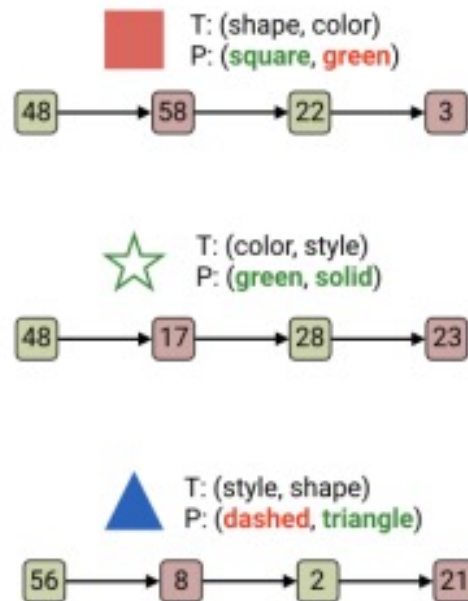 T: (shape, color)
P: (square, green)
48 58 22 3
T: (color, style)
P: (green, solid)
48 17 28 23
T: (style, shape)
P: (dashed, triangle)
56 8 2 21